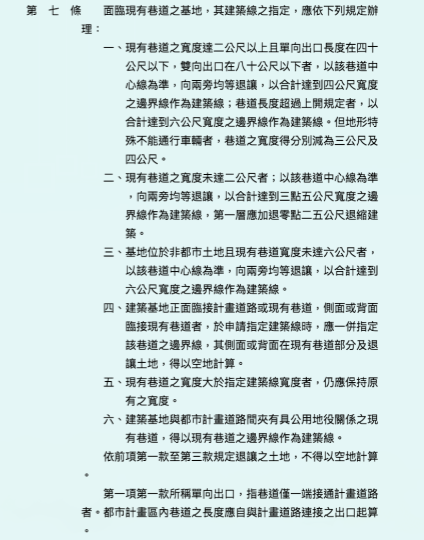 第　七　條　　面臨現有巷道之基地，其建築線之指定，應依下列規定辦
理：
一、現有巷道之寬度達二公尺以上且單向出口長度在四十
公尺以下，雙向出口在八十公尺以下者，以該巷道中
心線為準，向兩旁均等退讓，以合計達到四公尺寬度
之邊界線作為建築線；巷道長度超過上開規定者，以
合計達到六公尺寬度之邊界線作為建築線。但地形特
殊不能通行車輛者，巷道之寬度得分別減為三公尺及
四公尺。
二、現有巷道之寬度未達二公尺者；以該巷道中心線為準
，向兩旁均等退讓，以合計達到三點五公尺寬度之邊
界線作為建築線，第一層應加退零點二五公尺退縮建
築。
三、基地位於非都市土地且現有巷道寬度未達六公尺者，
以該巷道中心線為準，向兩旁均等退讓，以合計達到
六公尺寬度之邊界線作為建築線。
四、建築基地正面臨接計畫道路或現有巷道，側面或背面
臨接現有巷道者，於申請指定建築線時，應一併指定
該巷道之邊界線，其側面或背面在現有巷道部分及退
讓土地，得以空地計算。
五、現有巷道之寬度大於指定建築線寬度者，仍應保持原
有之寬度。
六、建築基地與都市計畫道路間夾有具公用地役關係之現
有巷道，得以現有巷道之邊界線作為建築線。
依前項第一款至第三款規定退讓之土地，不得以空地計算
。
第一項第一款所稱單向出口，指巷道僅一端接通計畫道路
者。都市計畫區內巷道之長度應自與計畫道路連接之出口起算
。